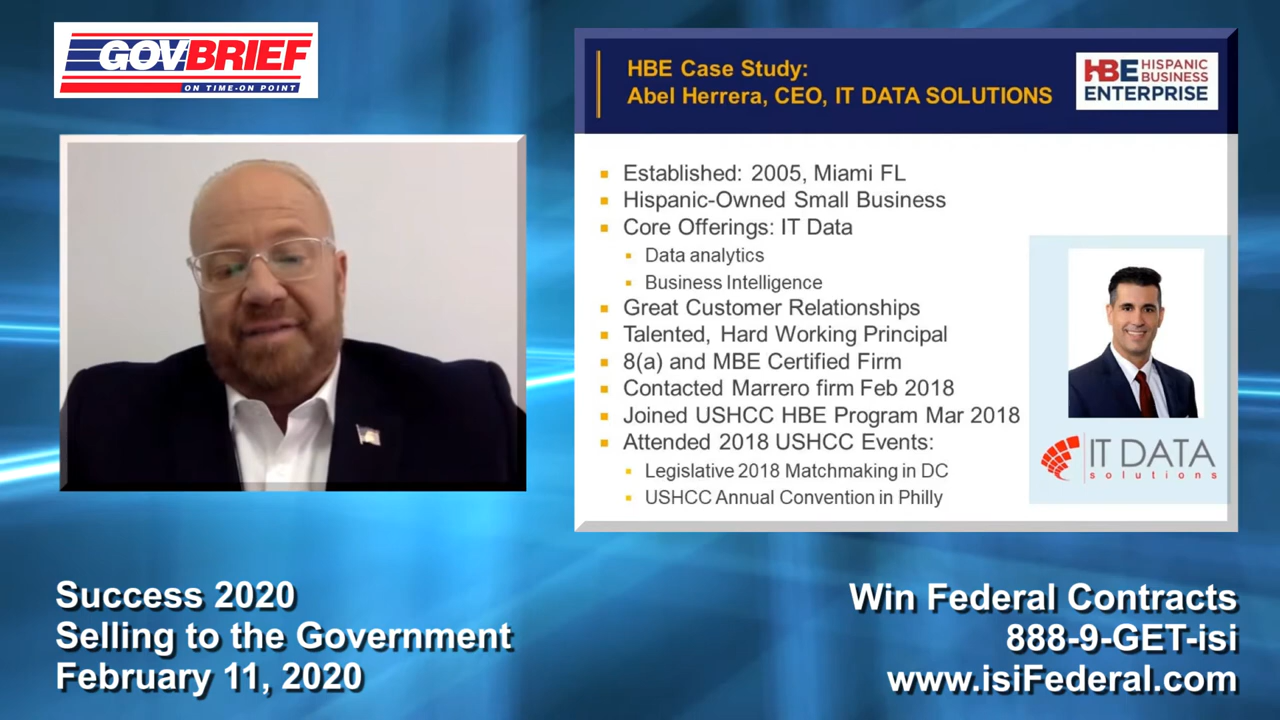 GOVBRIEF
ON TIME-ON POINT
HBE Case Study:
Abel Herrera, CEO, IT DATA SOLUTIONS
HBE HISPANIC
BUSINESS
ENTERPRISE
Established: 2005, Miami FL
Hispanic-Owned Small Business
Core Offerings: IT Data
Data analytics
Business Intelligence
Great Customer Relationships
Talented, Hard Working Principal
8(a) and MBE Certified Firm
Contacted Marrero firm Feb 2018
Joined USHCC HBE Program Mar 2018
Attended 2018 USHCC Events:
Legislative 2018 Matchmaking in DC
USHCC Annual Convention in Philly
IT DATA
solutions
Success 2020
Selling to the Government
February 11, 2020
Win Federal Contracts
888-9-GET-isi
www.isiFederal.com